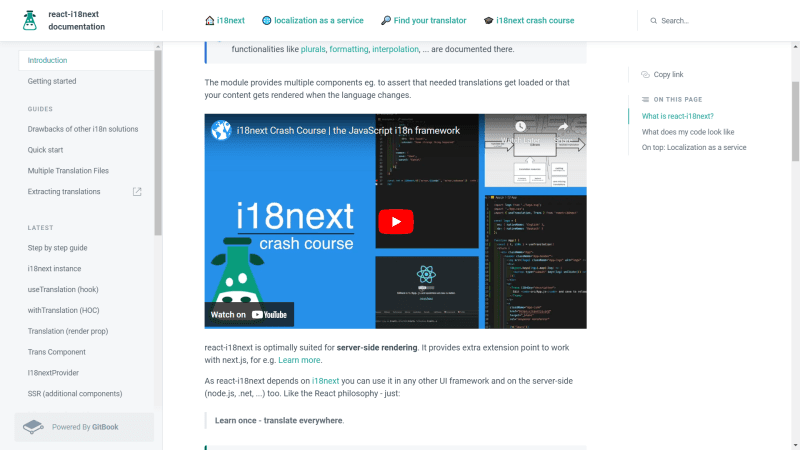 react-i18next
documentation
i18next
localization as a service
Find your translator
i18next crash course
Search...
Introduction
Getting started
GUIDES
Drawbacks of other i18n solutions
Quick start
Multiple Translation Files
Extracting translations
LATEST
Step by step guide
i18next instance
useTranslation (hook)
withTranslation (HOC)
Translation (render prop)
Trans Component
I18nextProvider
SSR (additional components)
Powered By GitBook
functionalities like plurals, formatting, interpolation, ... are documented there.
The module provides multiple components eg. to assert that needed translations get loaded or that
your content gets rendered when the language changes.
i18next Crash Course | the JavaScript i18n framework
i18next
crash course
Watch on YouTube
react-i18next is optimally suited for server-side rendering. It provides extra extension point to work
with next.js, for e.g. Learn more.
As react-i18next depends on i18next you can use it in any other UI framework and on the server-side
(node.js, .net, ...) too. Like the React philosophy - just:
Learn once - translate everywhere.
Copy link
ON THIS PAGE
What is react-i18next?
What does my code look like
On top: Localization as a service